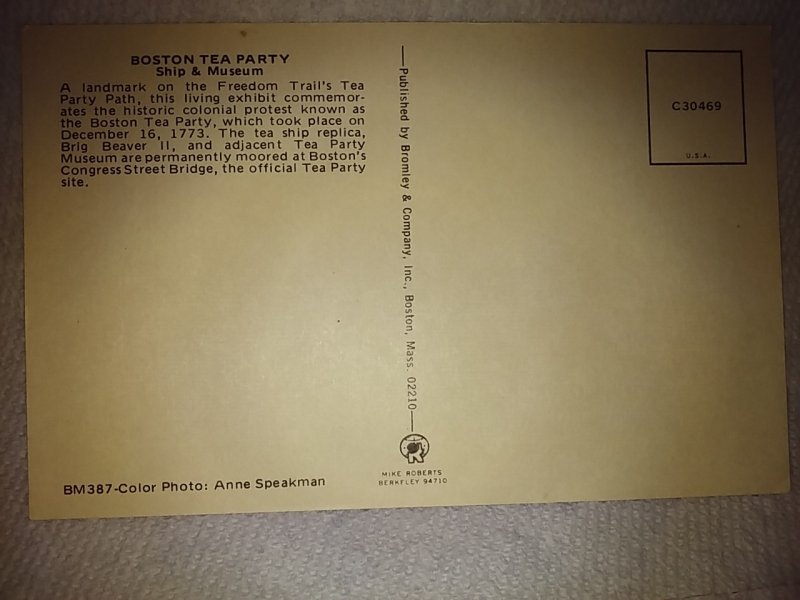 BOSTON TEA PARTY
Ship & Museum
A landmark on the Freedom Trail's Tea
Party Path, this living exhibit commemor-
ates the historic colonial protest known as
the Boston Tea Party, which took place on
December 16, 1773. The tea ship replica,
Brig Beaver II, and adjacent Tea Party
Museum are permanently moored at Boston's
Congress Street Bridge, the official Tea Party
site.
BM387-Color Photo: Anne Speakman
Published by Bromley & Company, Inc., Boston, Mass. 02210
R
MIKE ROBERTS
BERKELEY 94710
C30469
U.S.A.